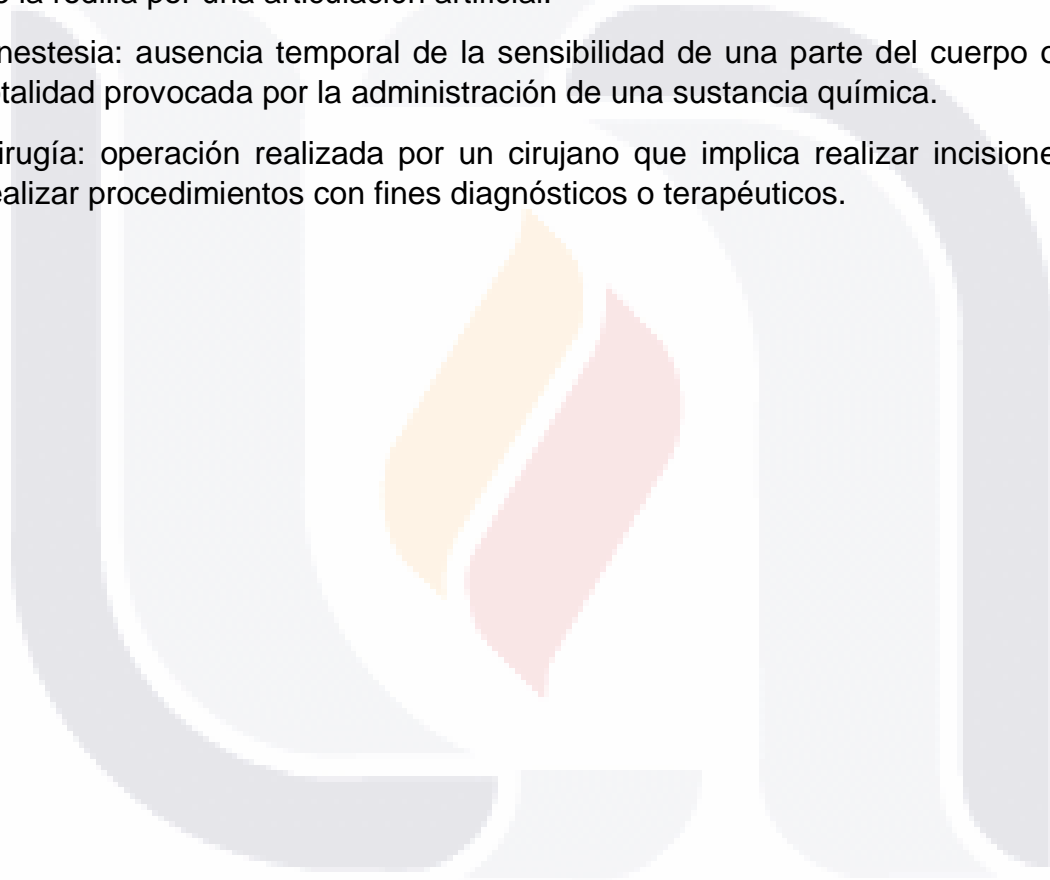 la rodilla por una articulación artificial.
nestesia: ausencia temporal de la sensibilidad de una parte del cuerpo o
talidad provocada por la administración de una sustancia química.
irugía: operación realizada por un cirujano que implica realizar incisione
ealizar procedimientos con fines diagnósticos o terapéuticos.